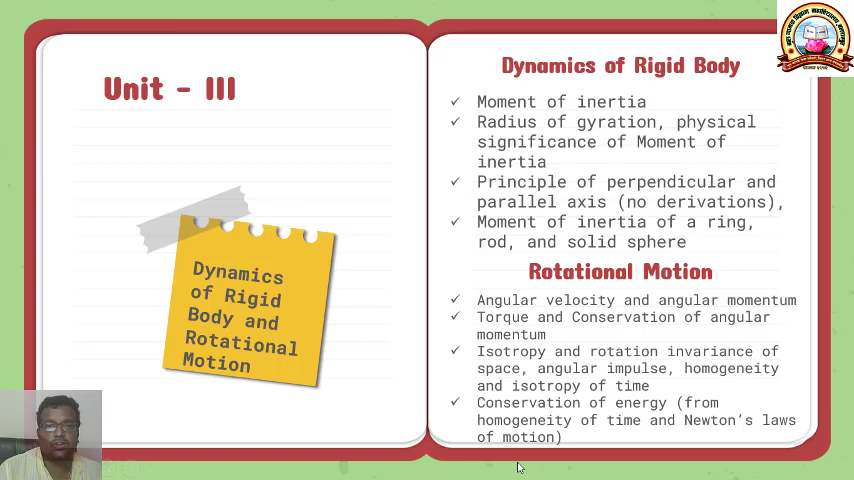 Unit - III
Dynamics
of Rigid
Body and
Rotational
Motion
Dynamics of Rigid Body
✓ Moment of inertia
✓ Radius of gyration, physical
significance of Moment of
inertia
✓ Principle of perpendicular and
parallel axis (no derivations),
✓ Moment of inertia of a ring,
rod, and solid sphere
Rotational Motion
✓ Angular velocity and angular momentum
✓ Torque and Conservation of angular
momentum
✓ Isotropy and rotation invariance of
space, angular impulse, homogeneity
and isotropy of time
✓ Conservation of energy (from
homogeneity of time and Newton's laws
of motion)